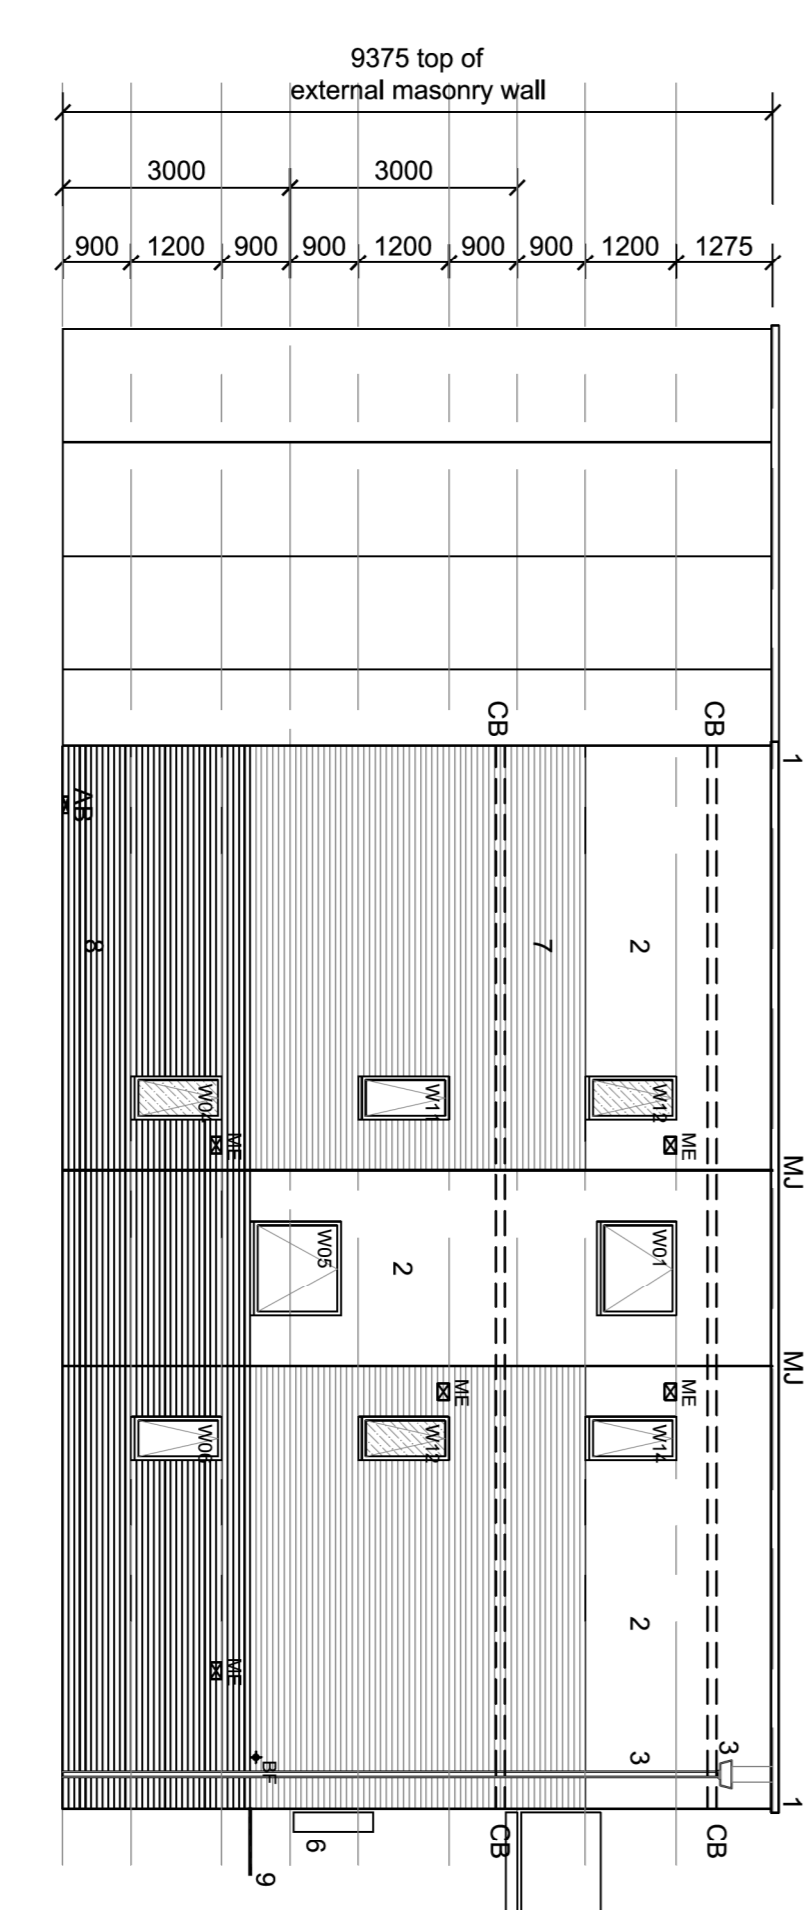 9375 top of
external masonry wall
3000 3000
900 1200 900 900 1200 900 900 1200 1275
CB CB
1
AB
8 7 2
W04 W11 W12
ME ME
MJ
W05 2 W01
MJ
ME ME
W06 W12 W14
2
ME
3 3
BF
1
6 CB CB
9